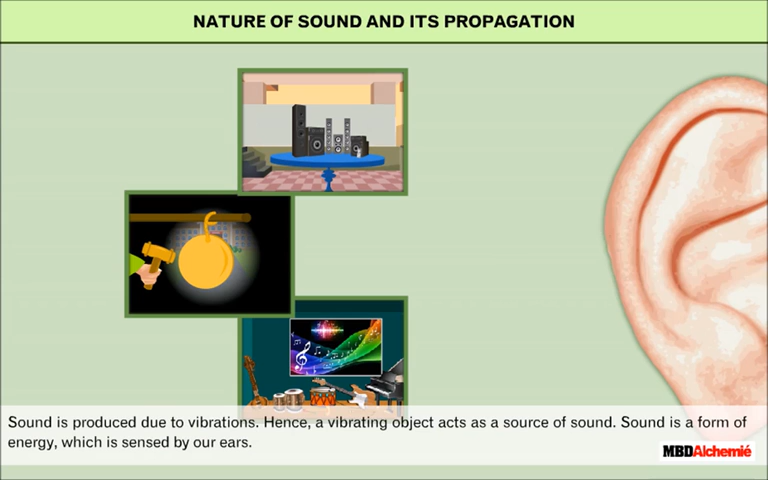 NATURE OF SOUND AND ITS PROPAGATION
Sound is produced due to vibrations. Hence, a vibrating object acts as a source of sound. Sound is a form of
energy, which is sensed by our ears.
MBDAlchemié